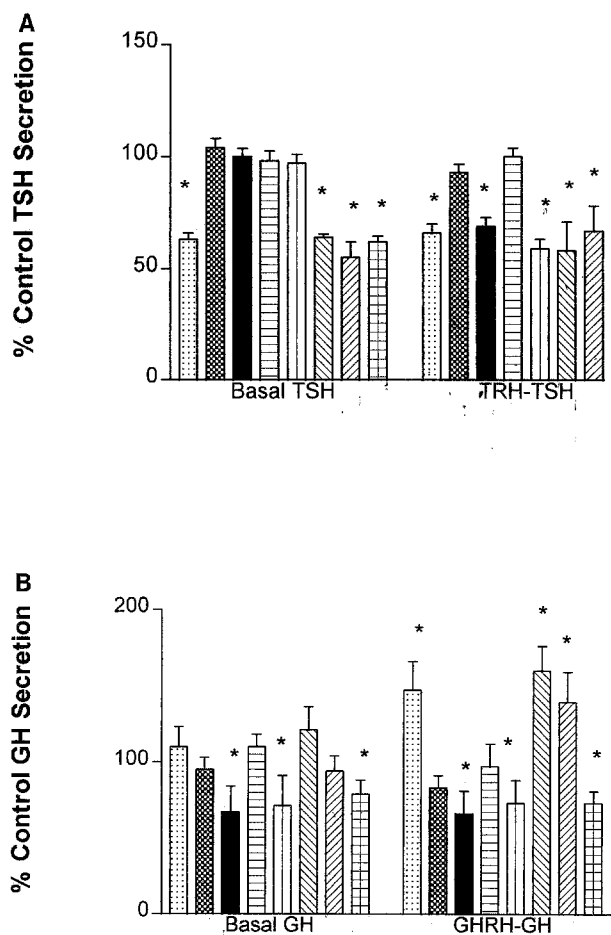 A
% Control TSH Secretion
150
100
50
0
* * * * * * * * *
Basal TSH TRH-TSH
B
% Control GH Secretion
200
100
0
* * * * * * * * *
Basal GH GHRH-GH